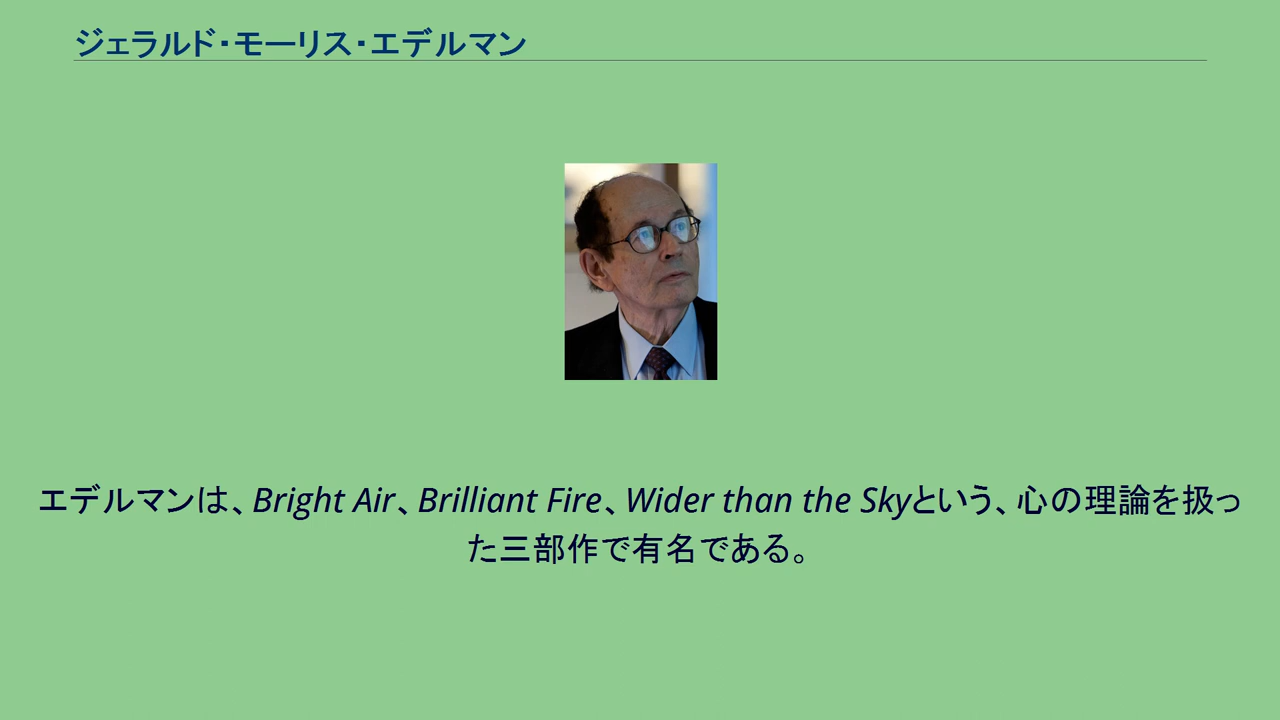 ジェラルド・モーリス・エデルマン
エデルマンは、Bright Air、Brilliant Fire、Wider than the Skyという、心の理論を扱っ
た三部作で有名である。